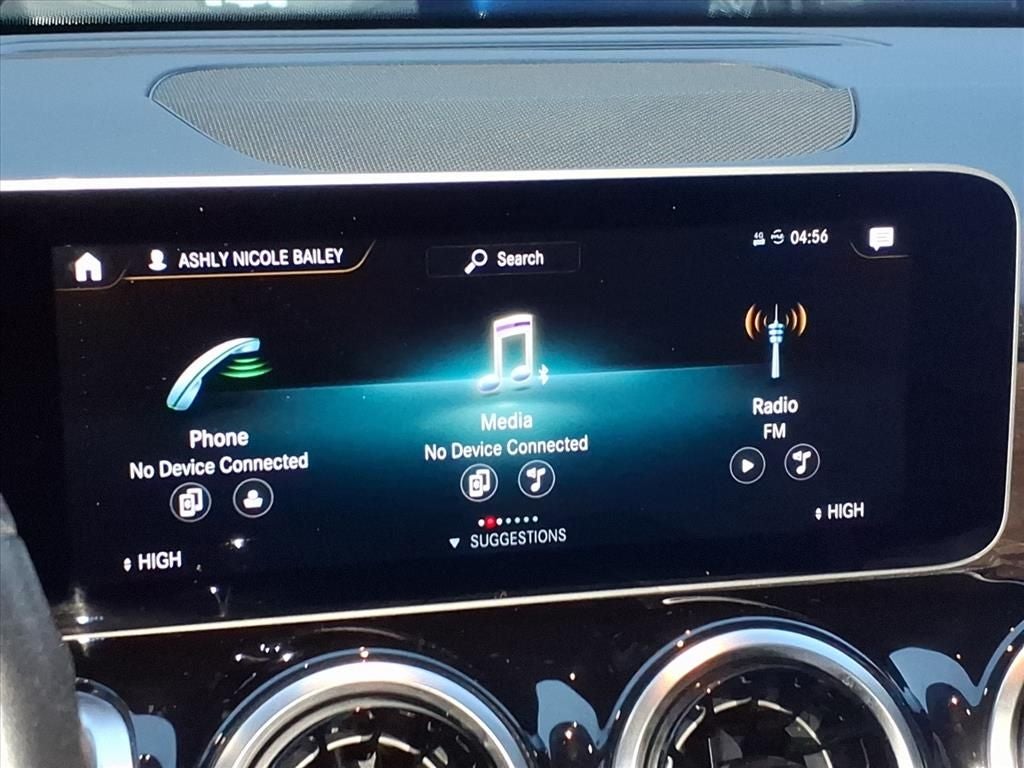 ASHLY NICOLE BAILEY
Search
4G
04:56
Phone
No Device Connected
Media
No Device Connected
Radio
FM
HIGH
SUGGESTIONS
HIGH